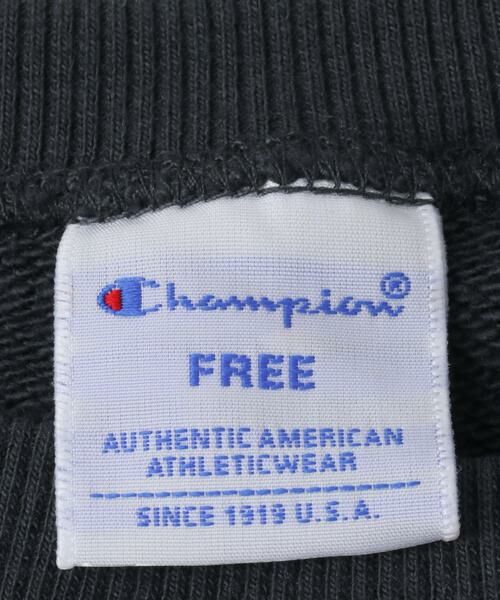 Champion®
FREE
AUTHENTIC AMERICAN
ATHLETICWEAR
SINCE 1919 U.S.A.